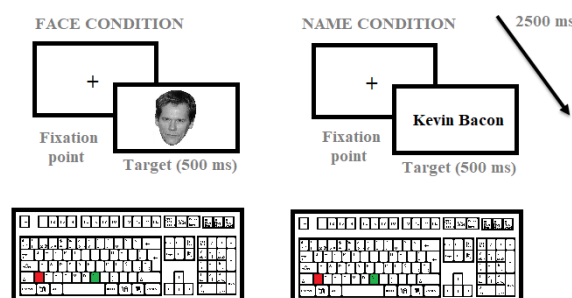 FACE CONDITION
+
Fixation
point
Target (500 ms)
NAME CONDITION
2500 ms
+
Kevin Bacon
Fixation
point
Target (500 ms)